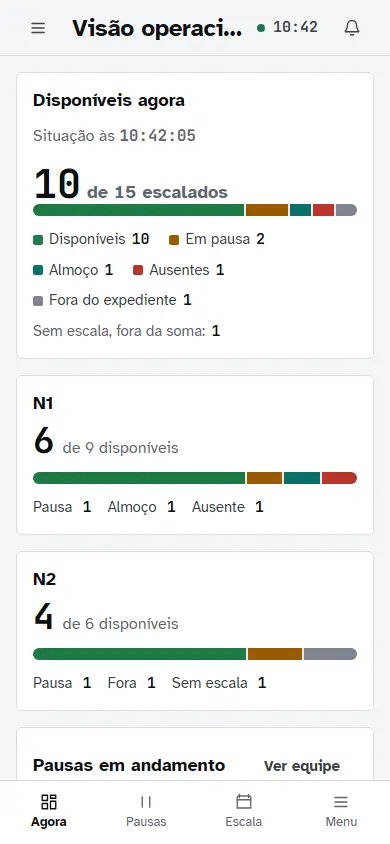 Visão operaci... 10:42
Disponíveis agora
Situação às 10:42:05
10 de 15 escalados
Disponíveis 10 Em pausa 2
Almoço 1 Ausentes 1
Fora do expediente 1
Sem escala, fora da soma: 1
N1
6 de 9 disponíveis
Pausa 1 Almoço 1 Ausente 1
N2
4 de 6 disponíveis
Pausa 1 Fora 1 Sem escala 1
Pausas em andamento Ver equipe
Agora Pausas Escala Menu